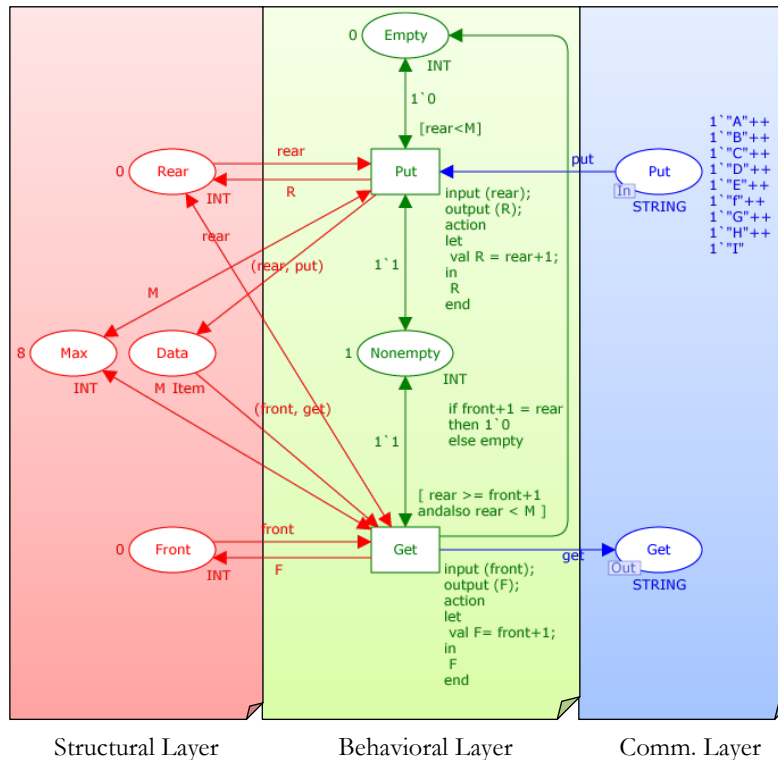 0
Empty
INT
1`0
[rear<M]
0
Rear
INT
rear
R
Put
put
Put
In
STRING
1`"A"++
1`"B"++
1`"C"++
1`"D"++
1`"E"++
1`"f"++
1`"G"++
1`"H"++
1`"I"
input (rear);
output (R);
action
let
val R = rear+1;
in
R
end
rear
(rear, put)
M
1`1
8
Max
INT
Data
M Item
1
Nonempty
INT
(front, get)
1`1
if front+1 = rear
then 1`0
else empty
[ rear >= front+1
andalso rear < M ]
0
Front
INT
front
F
Get
get
Get
Out
STRING
input (front);
output (F);
action
let
val F= front+1;
in
F
end
Structural Layer
Behavioral Layer
Comm. Layer